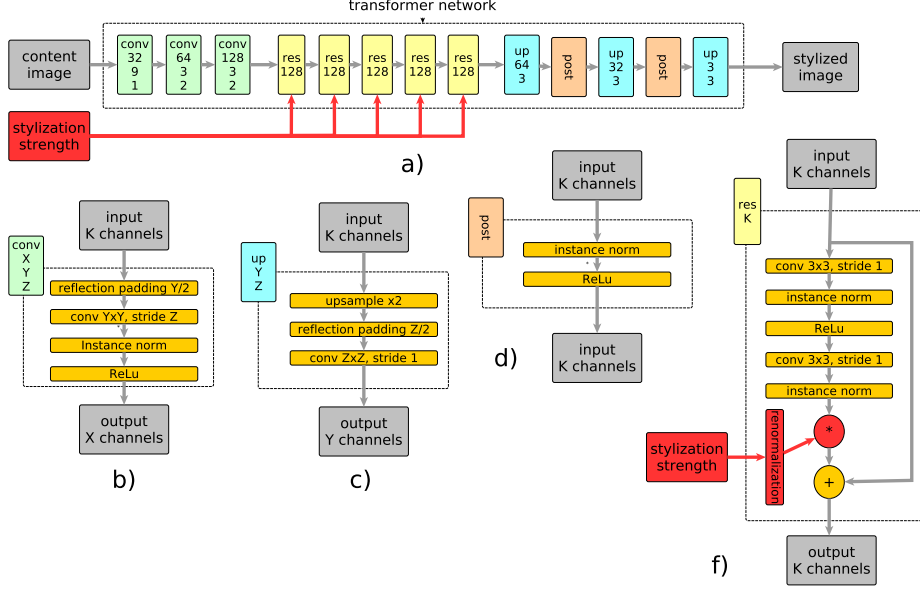 transformer network
content
image
conv
32
9
1
conv
64
3
2
conv
128
3
2
res
128
res
128
res
128
res
128
res
128
up
64
3
post
up
32
3
post
up
3
3
stylized
image
stylization
strength
a)
input
K channels
conv
X
Y
Z
reflection padding Y/2
conv YxY, stride Z
Instance norm
ReLu
output
X channels
b)
input
K channels
up
Y
Z
upsample x2
reflection padding Z/2
conv ZxZ, stride 1
output
Y channels
c)
input
K channels
post
instance norm
ReLu
input
K channels
d)
input
K channels
res
K
conv 3x3, stride 1
instance norm
ReLu
conv 3x3, stride 1
instance norm
*
stylization
strength
renormalization
+
output
K channels
f)